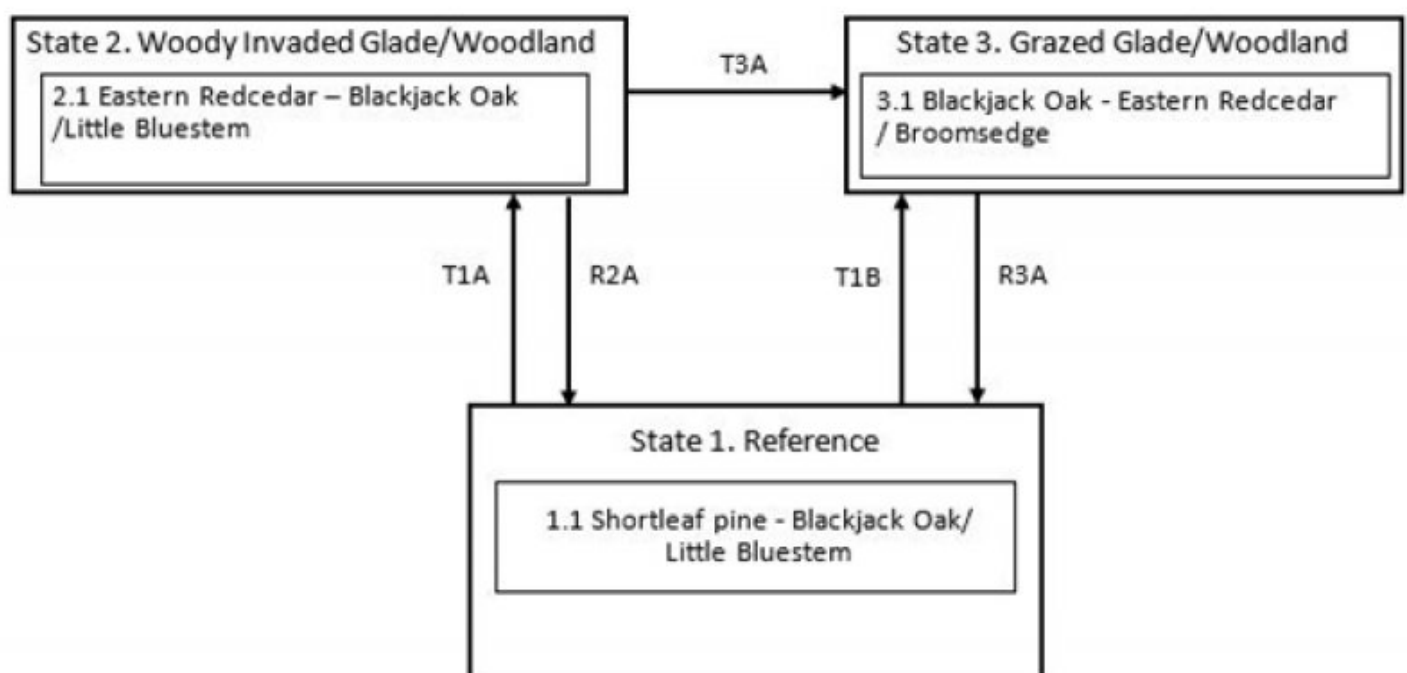 State 2. Woody Invaded Glade/Woodland
2.1 Eastern Redcedar – Blackjack Oak
/Little Bluestem
T3A
State 3. Grazed Glade/Woodland
3.1 Blackjack Oak - Eastern Redcedar
/ Broomsedge
T1A
R2A
T1B
R3A
State 1. Reference
1.1 Shortleaf pine - Blackjack Oak/
Little Bluestem